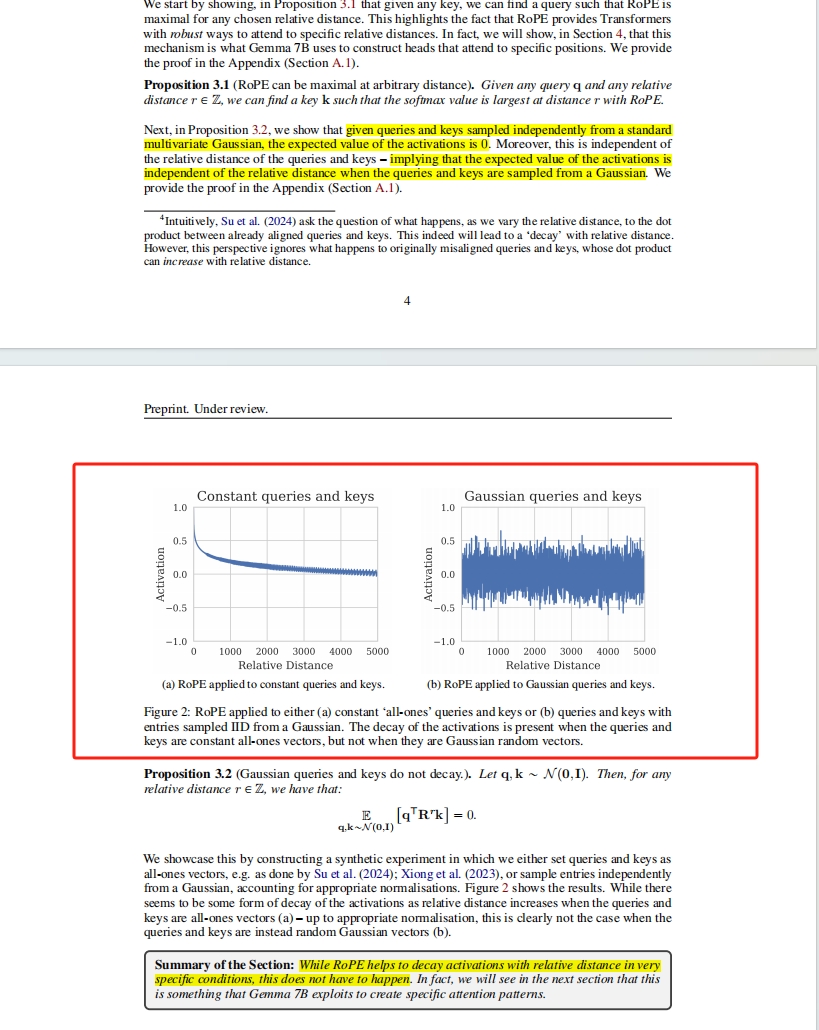 We start by showing, in Proposition 3.1 that given any key, we can find a query such that RoPE is
maximal for any chosen relative distance. This highlights the fact that RoPE provides Transformers
with robust ways to attend to specific relative distances. In fact, we will show, in Section 4, that this
mechanism is what Gemma 7B uses to construct heads that attend to specific positions. We provide
the proof in the Appendix (Section A.1).
Proposition 3.1 (RoPE can be maximal at arbitrary distance). Given any query q and any relative
distance r ∈ ℤ, we can find a key k such that the softmax value is largest at distance r with RoPE.
Next, in Proposition 3.2, we show that given queries and keys sampled independently from a standard
multivariate Gaussian, the expected value of the activations is 0. Moreover, this is independent of
the relative distance of the queries and keys – implying that the expected value of the activations is
independent of the relative distance when the queries and keys are sampled from a Gaussian. We
provide the proof in the Appendix (Section A.1).
⁴Intuitively, Su et al. (2024) ask the question of what happens, as we vary the relative distance, to the dot
product between already aligned queries and keys. This indeed will lead to a ‘decay’ with relative distance.
However, this perspective ignores what happens to originally misaligned queries and keys, whose dot product
can increase with relative distance.
4
Preprint. Under review.
Constant queries and keys
1.0
0.5
0.0
−0.5
−1.0
Activation
0 1000 2000 3000 4000 5000
Relative Distance
(a) RoPE applied to constant queries and keys.
Gaussian queries and keys
1.0
0.5
0.0
−0.5
−1.0
Activation
0 1000 2000 3000 4000 5000
Relative Distance
(b) RoPE applied to Gaussian queries and keys.
Figure 2: RoPE applied to either (a) constant ‘all-ones’ queries and keys or (b) queries and keys with
entries sampled IID from a Gaussian. The decay of the activations is present when the queries and
keys are constant all-ones vectors, but not when they are Gaussian random vectors.
Proposition 3.2 (Gaussian queries and keys do not decay.). Let q, k ~ N(0, I). Then, for any
relative distance r ∈ ℤ, we have that:
𝔼 [qᵀRʳk] = 0.
q,k~N(0,I)
We showcase this by constructing a synthetic experiment in which we either set queries and keys as
all-ones vectors, e.g. as done by Su et al. (2024); Xiong et al. (2023), or sample entries independently
from a Gaussian, accounting for appropriate normalisations. Figure 2 shows the results. While there
seems to be some form of decay of the activations as relative distance increases when the queries and
keys are all-ones vectors (a) – up to appropriate normalisation, this is clearly not the case when the
queries and keys are instead random Gaussian vectors (b).
Summary of the Section: While RoPE helps to decay activations with relative distance in very
specific conditions, this does not have to happen. In fact, we will see in the next section that this
is something that Gemma 7B exploits to create specific attention patterns.